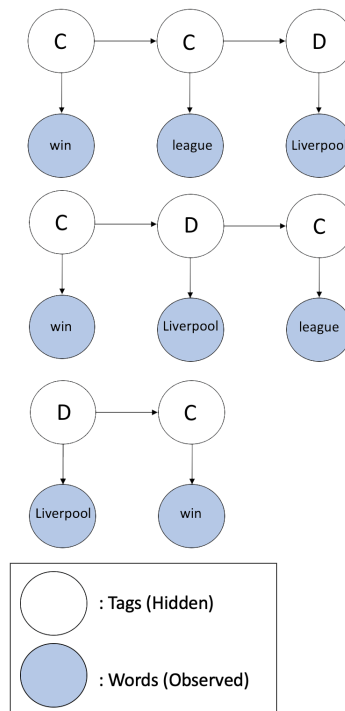 C C D
win league Liverpool
C D C
win Liverpool league
D C
Liverpool win
: Tags (Hidden)
: Words (Observed)